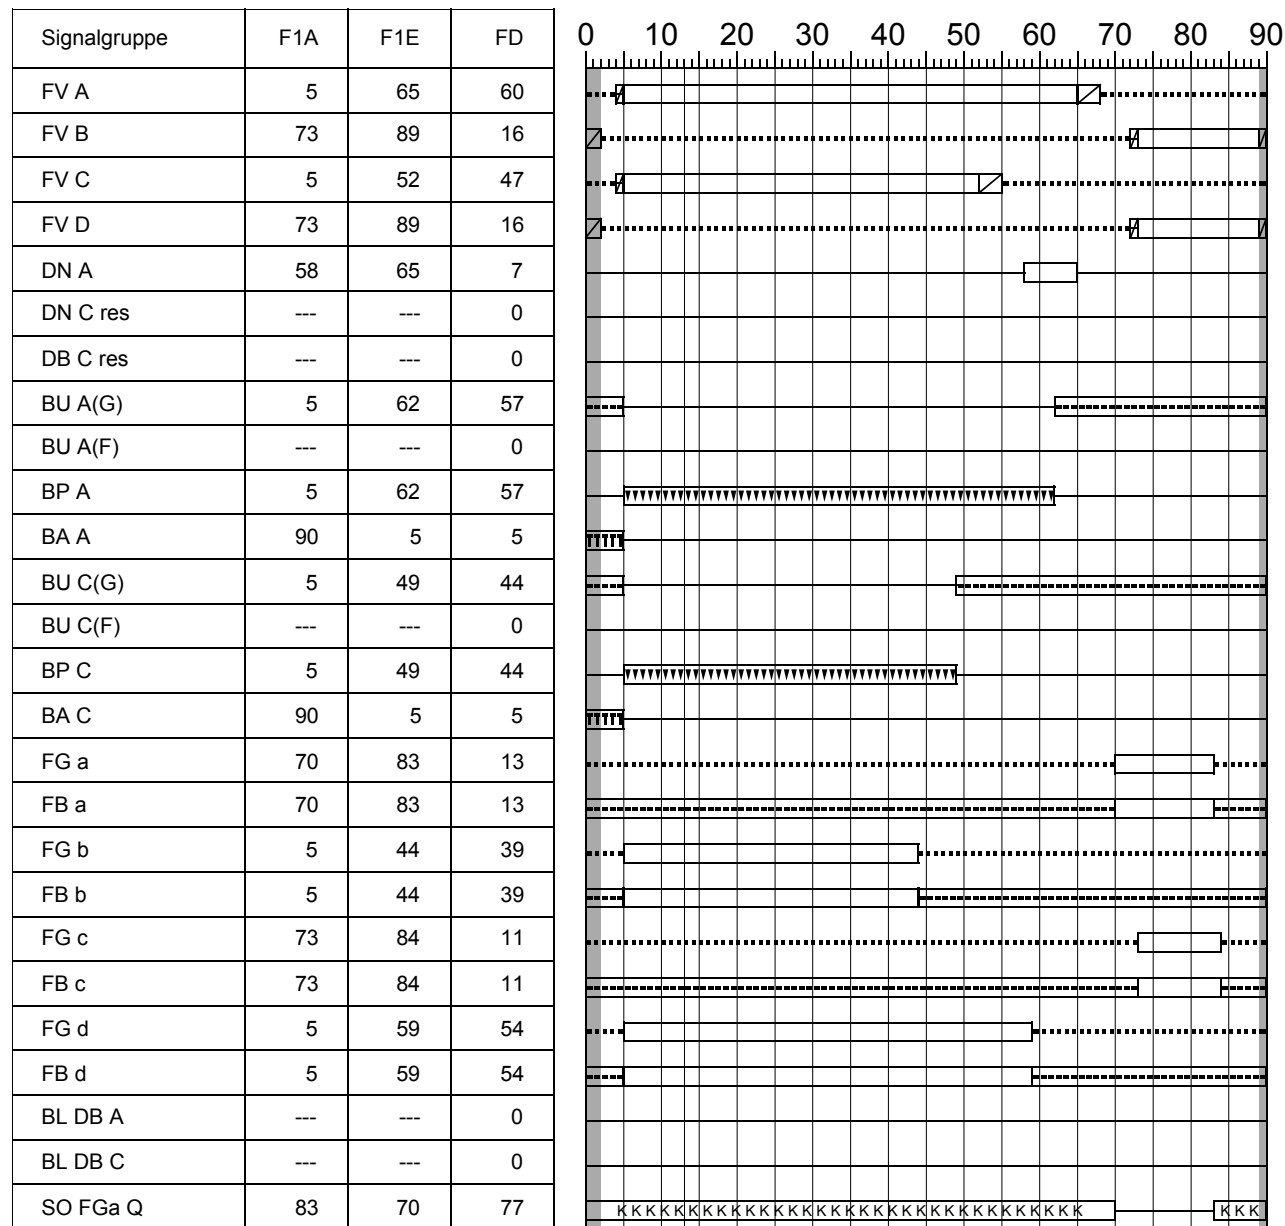 Signalgruppe F1A F1E FD 0 10 20 30 40 50 60 70 80 90
FV A 5 65 60
FV B 73 89 16
FV C 5 52 47
FV D 73 89 16
DN A 58 65 7
DN C res --- --- 0
DB C res --- --- 0
BU A(G) 5 62 57
BU A(F) --- --- 0
BP A 5 62 57
BA A 90 5 5
BU C(G) 5 49 44
BU C(F) --- --- 0
BP C 5 49 44
BA C 90 5 5
FG a 70 83 13
FB a 70 83 13
FG b 5 44 39
FB b 5 44 39
FG c 73 84 11
FB c 73 84 11
FG d 5 59 54
FB d 5 59 54
BL DB A --- --- 0
BL DB C --- --- 0
SO FGa Q 83 70 77 K K K K K K K K K K K K K K K K K K K K K K K K K K K K K K K K K K K